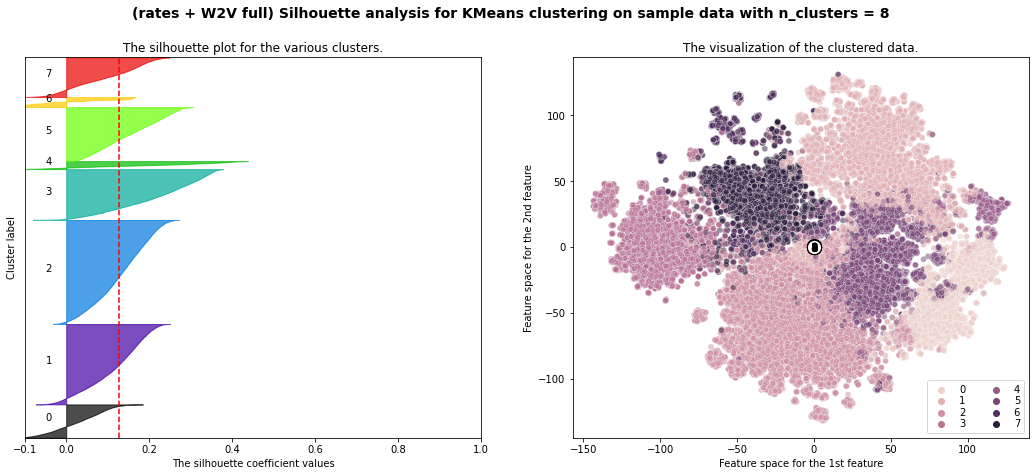 (rates + W2V full) Silhouette analysis for KMeans clustering on sample data with n_clusters = 8
The silhouette plot for the various clusters.
Cluster label
7
6
5
4
3
2
1
0
−0.1 0.0 0.2 0.4 0.6 0.8 1.0
The silhouette coefficient values
The visualization of the clustered data.
Feature space for the 2nd feature
100
50
0
−50
−100
−150 −100 −50 0 50 100
Feature space for the 1st feature
0 4
1 5
2 6
3 7